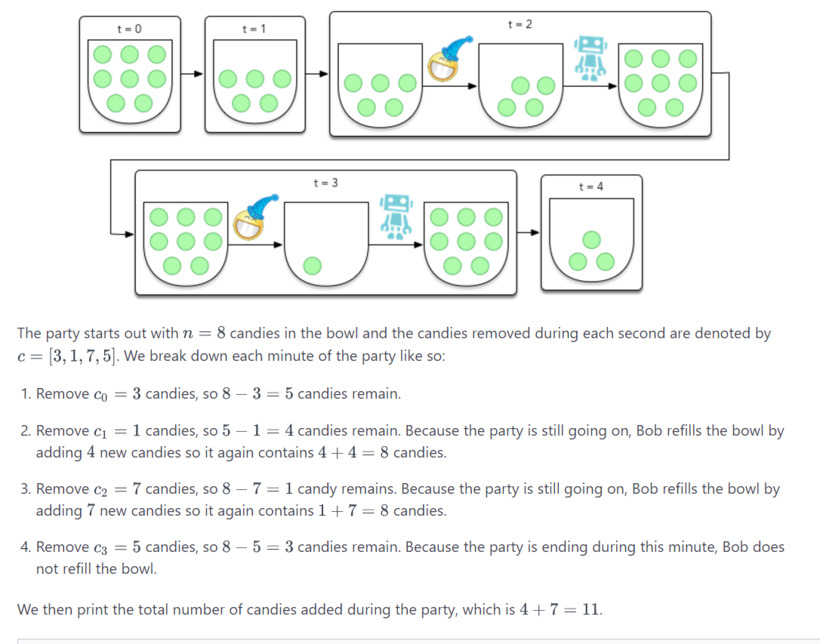 t = 0
t = 1
t = 2
t = 3
t = 4
The party starts out with n = 8 candies in the bowl and the candies removed during each second are denoted by
c = [3, 1, 7, 5]. We break down each minute of the party like so:
1. Remove c₀ = 3 candies, so 8 − 3 = 5 candies remain.
2. Remove c₁ = 1 candies, so 5 − 1 = 4 candies remain. Because the party is still going on, Bob refills the bowl by
adding 4 new candies so it again contains 4 + 4 = 8 candies.
3. Remove c₂ = 7 candies, so 8 − 7 = 1 candy remains. Because the party is still going on, Bob refills the bowl by
adding 7 new candies so it again contains 1 + 7 = 8 candies.
4. Remove c₃ = 5 candies, so 8 − 5 = 3 candies remain. Because the party is ending during this minute, Bob does
not refill the bowl.
We then print the total number of candies added during the party, which is 4 + 7 = 11.